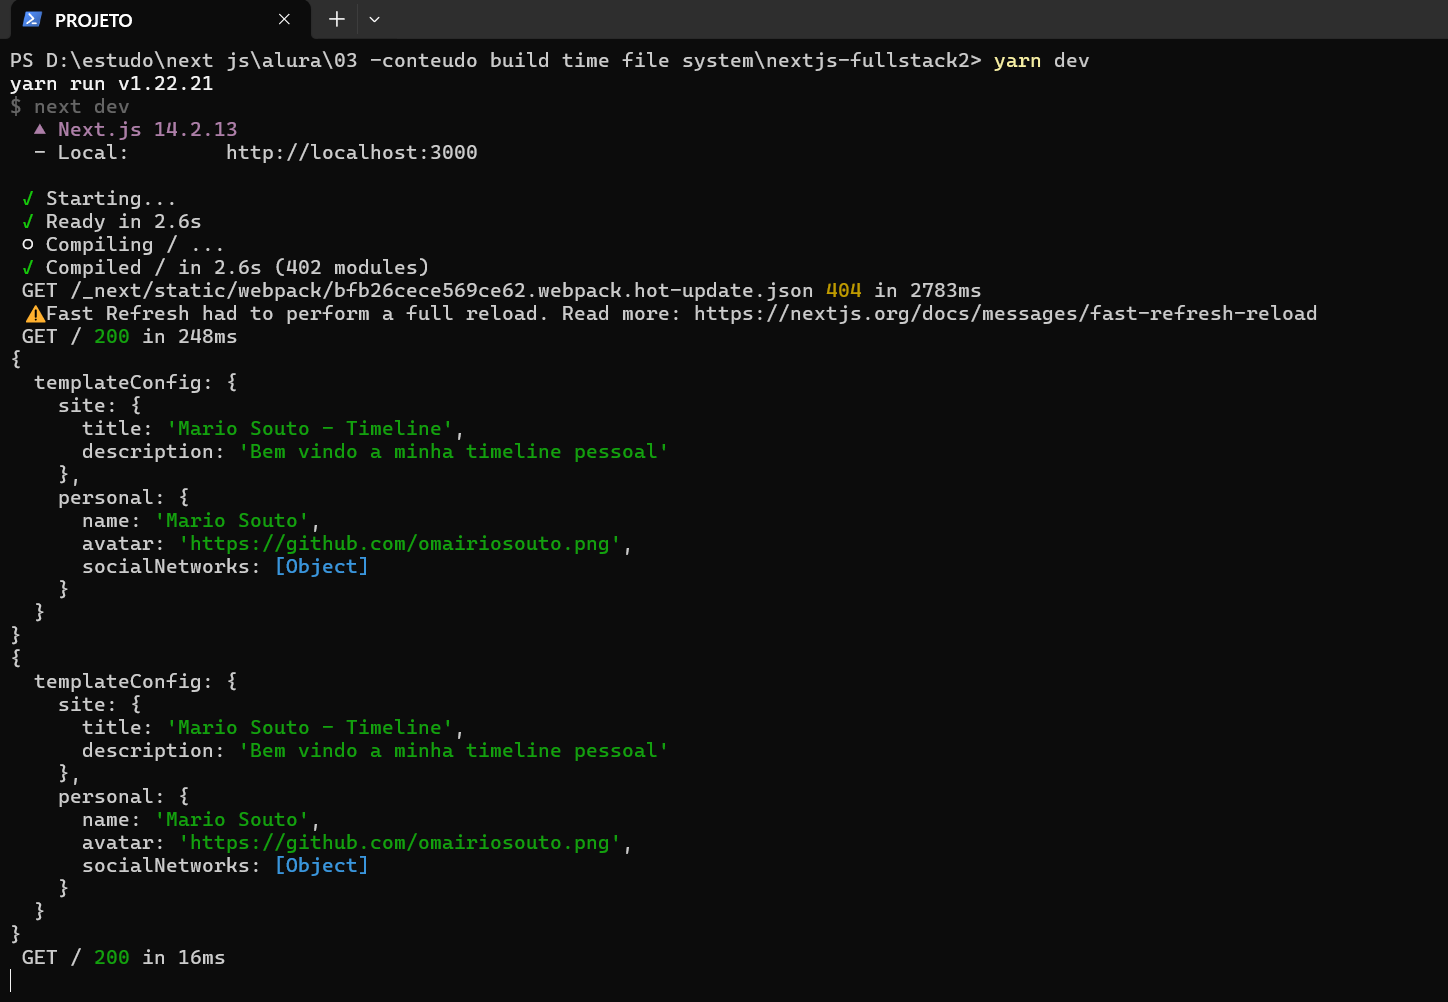 PROJETO
PS D:\estudo\next js\alura\03 -conteudo build time file system\nextjs-fullstack2> yarn dev
yarn run v1.22.21
$ next dev
  ▲ Next.js 14.2.13
  - Local:        http://localhost:3000

 ✓ Starting...
 ✓ Ready in 2.6s
 ○ Compiling / ...
 ✓ Compiled / in 2.6s (402 modules)
 GET /_next/static/webpack/bfb26cece569ce62.webpack.hot-update.json 404 in 2783ms
 ⚠Fast Refresh had to perform a full reload. Read more: https://nextjs.org/docs/messages/fast-refresh-reload
 GET / 200 in 248ms
{
  templateConfig: {
    site: {
      title: 'Mario Souto - Timeline',
      description: 'Bem vindo a minha timeline pessoal'
    },
    personal: {
      name: 'Mario Souto',
      avatar: 'https://github.com/omairiosouto.png',
      socialNetworks: [Object]
    }
  }
}
{
  templateConfig: {
    site: {
      title: 'Mario Souto - Timeline',
      description: 'Bem vindo a minha timeline pessoal'
    },
    personal: {
      name: 'Mario Souto',
      avatar: 'https://github.com/omairiosouto.png',
      socialNetworks: [Object]
    }
  }
}
 GET / 200 in 16ms